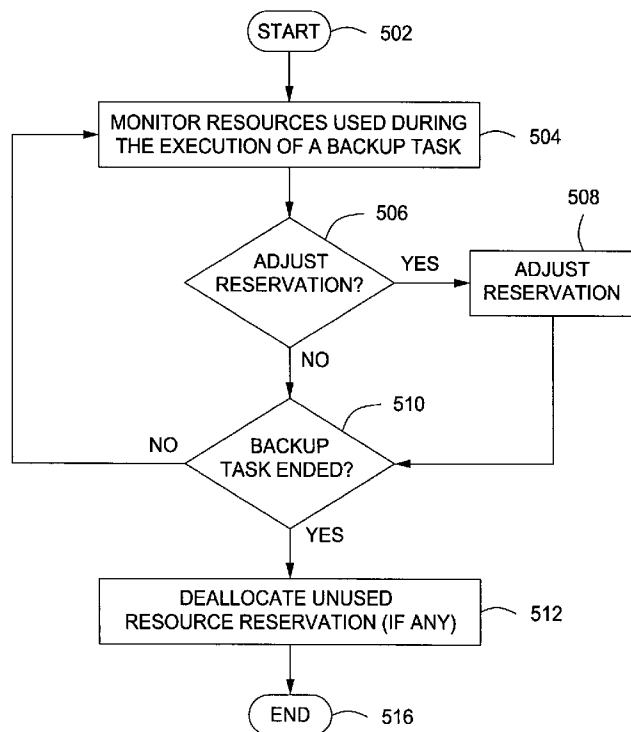 START
502
MONITOR RESOURCES USED DURING
THE EXECUTION OF A BACKUP TASK
504
506
ADJUST
RESERVATION?
YES
508
ADJUST
RESERVATION
NO
510
NO
BACKUP
TASK ENDED?
YES
DEALLOCATE UNUSED
RESOURCE RESERVATION (IF ANY)
512
END
516